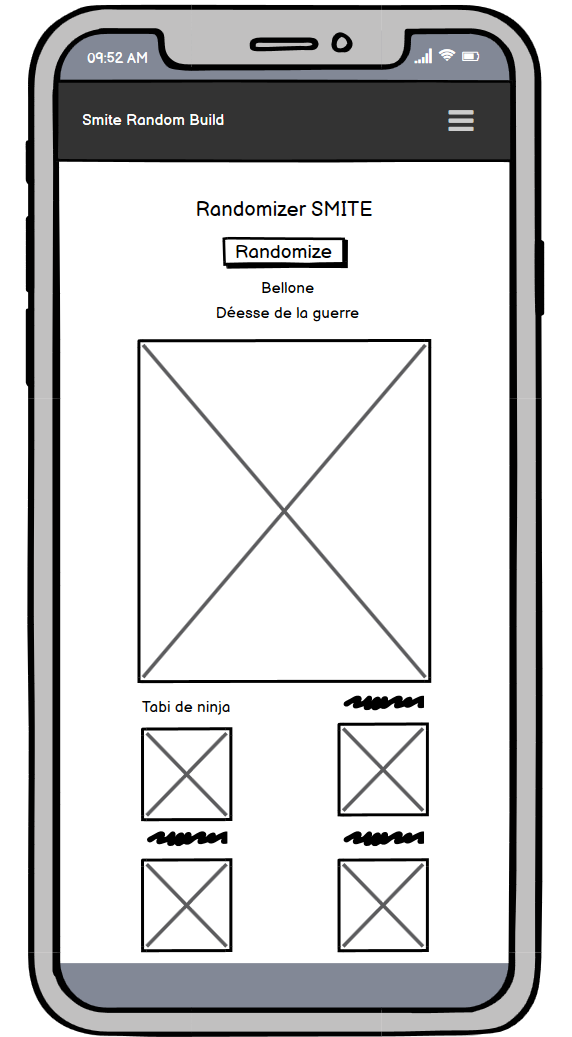 09:52 AM
Smite Random Build
Randomizer SMITE
Randomize
Bellone
Déesse de la guerre
Tabi de ninja